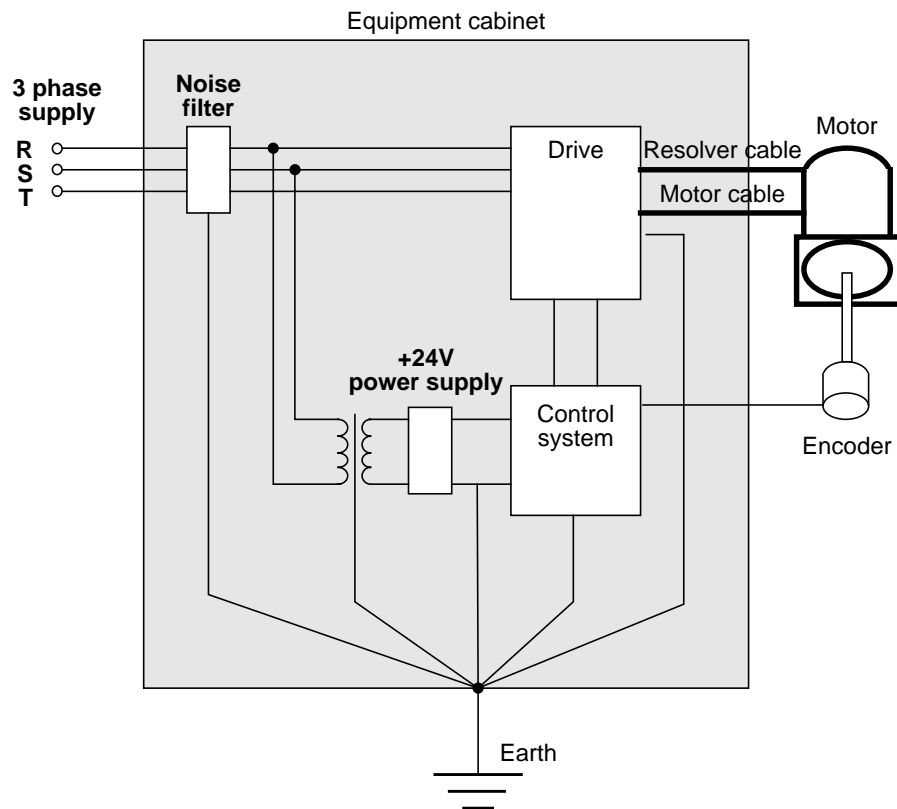 Equipment cabinet
3 phase
supply
Noise
filter
R
S
T
Drive
Resolver cable
Motor cable
Motor
+24V
power supply
Control
system
Encoder
Earth